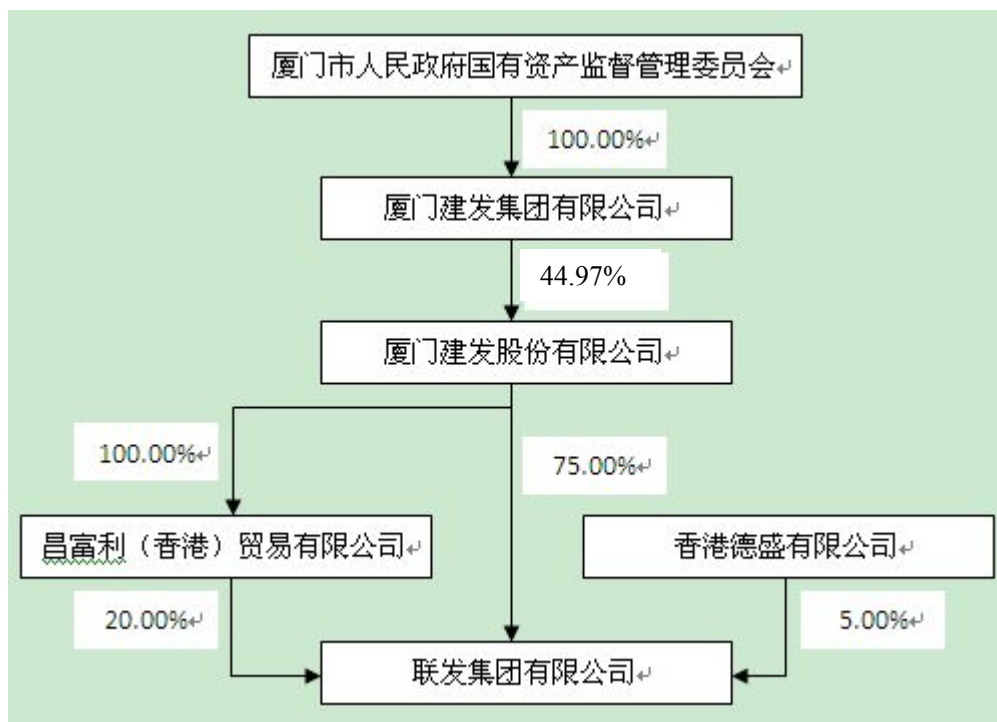 厦门市人民政府国有资产监督管理委员会
100.00%
厦门建发集团有限公司
44.97%
厦门建发股份有限公司
100.00%
75.00%
昌富利（香港）贸易有限公司
香港德盛有限公司
20.00%
5.00%
联发集团有限公司